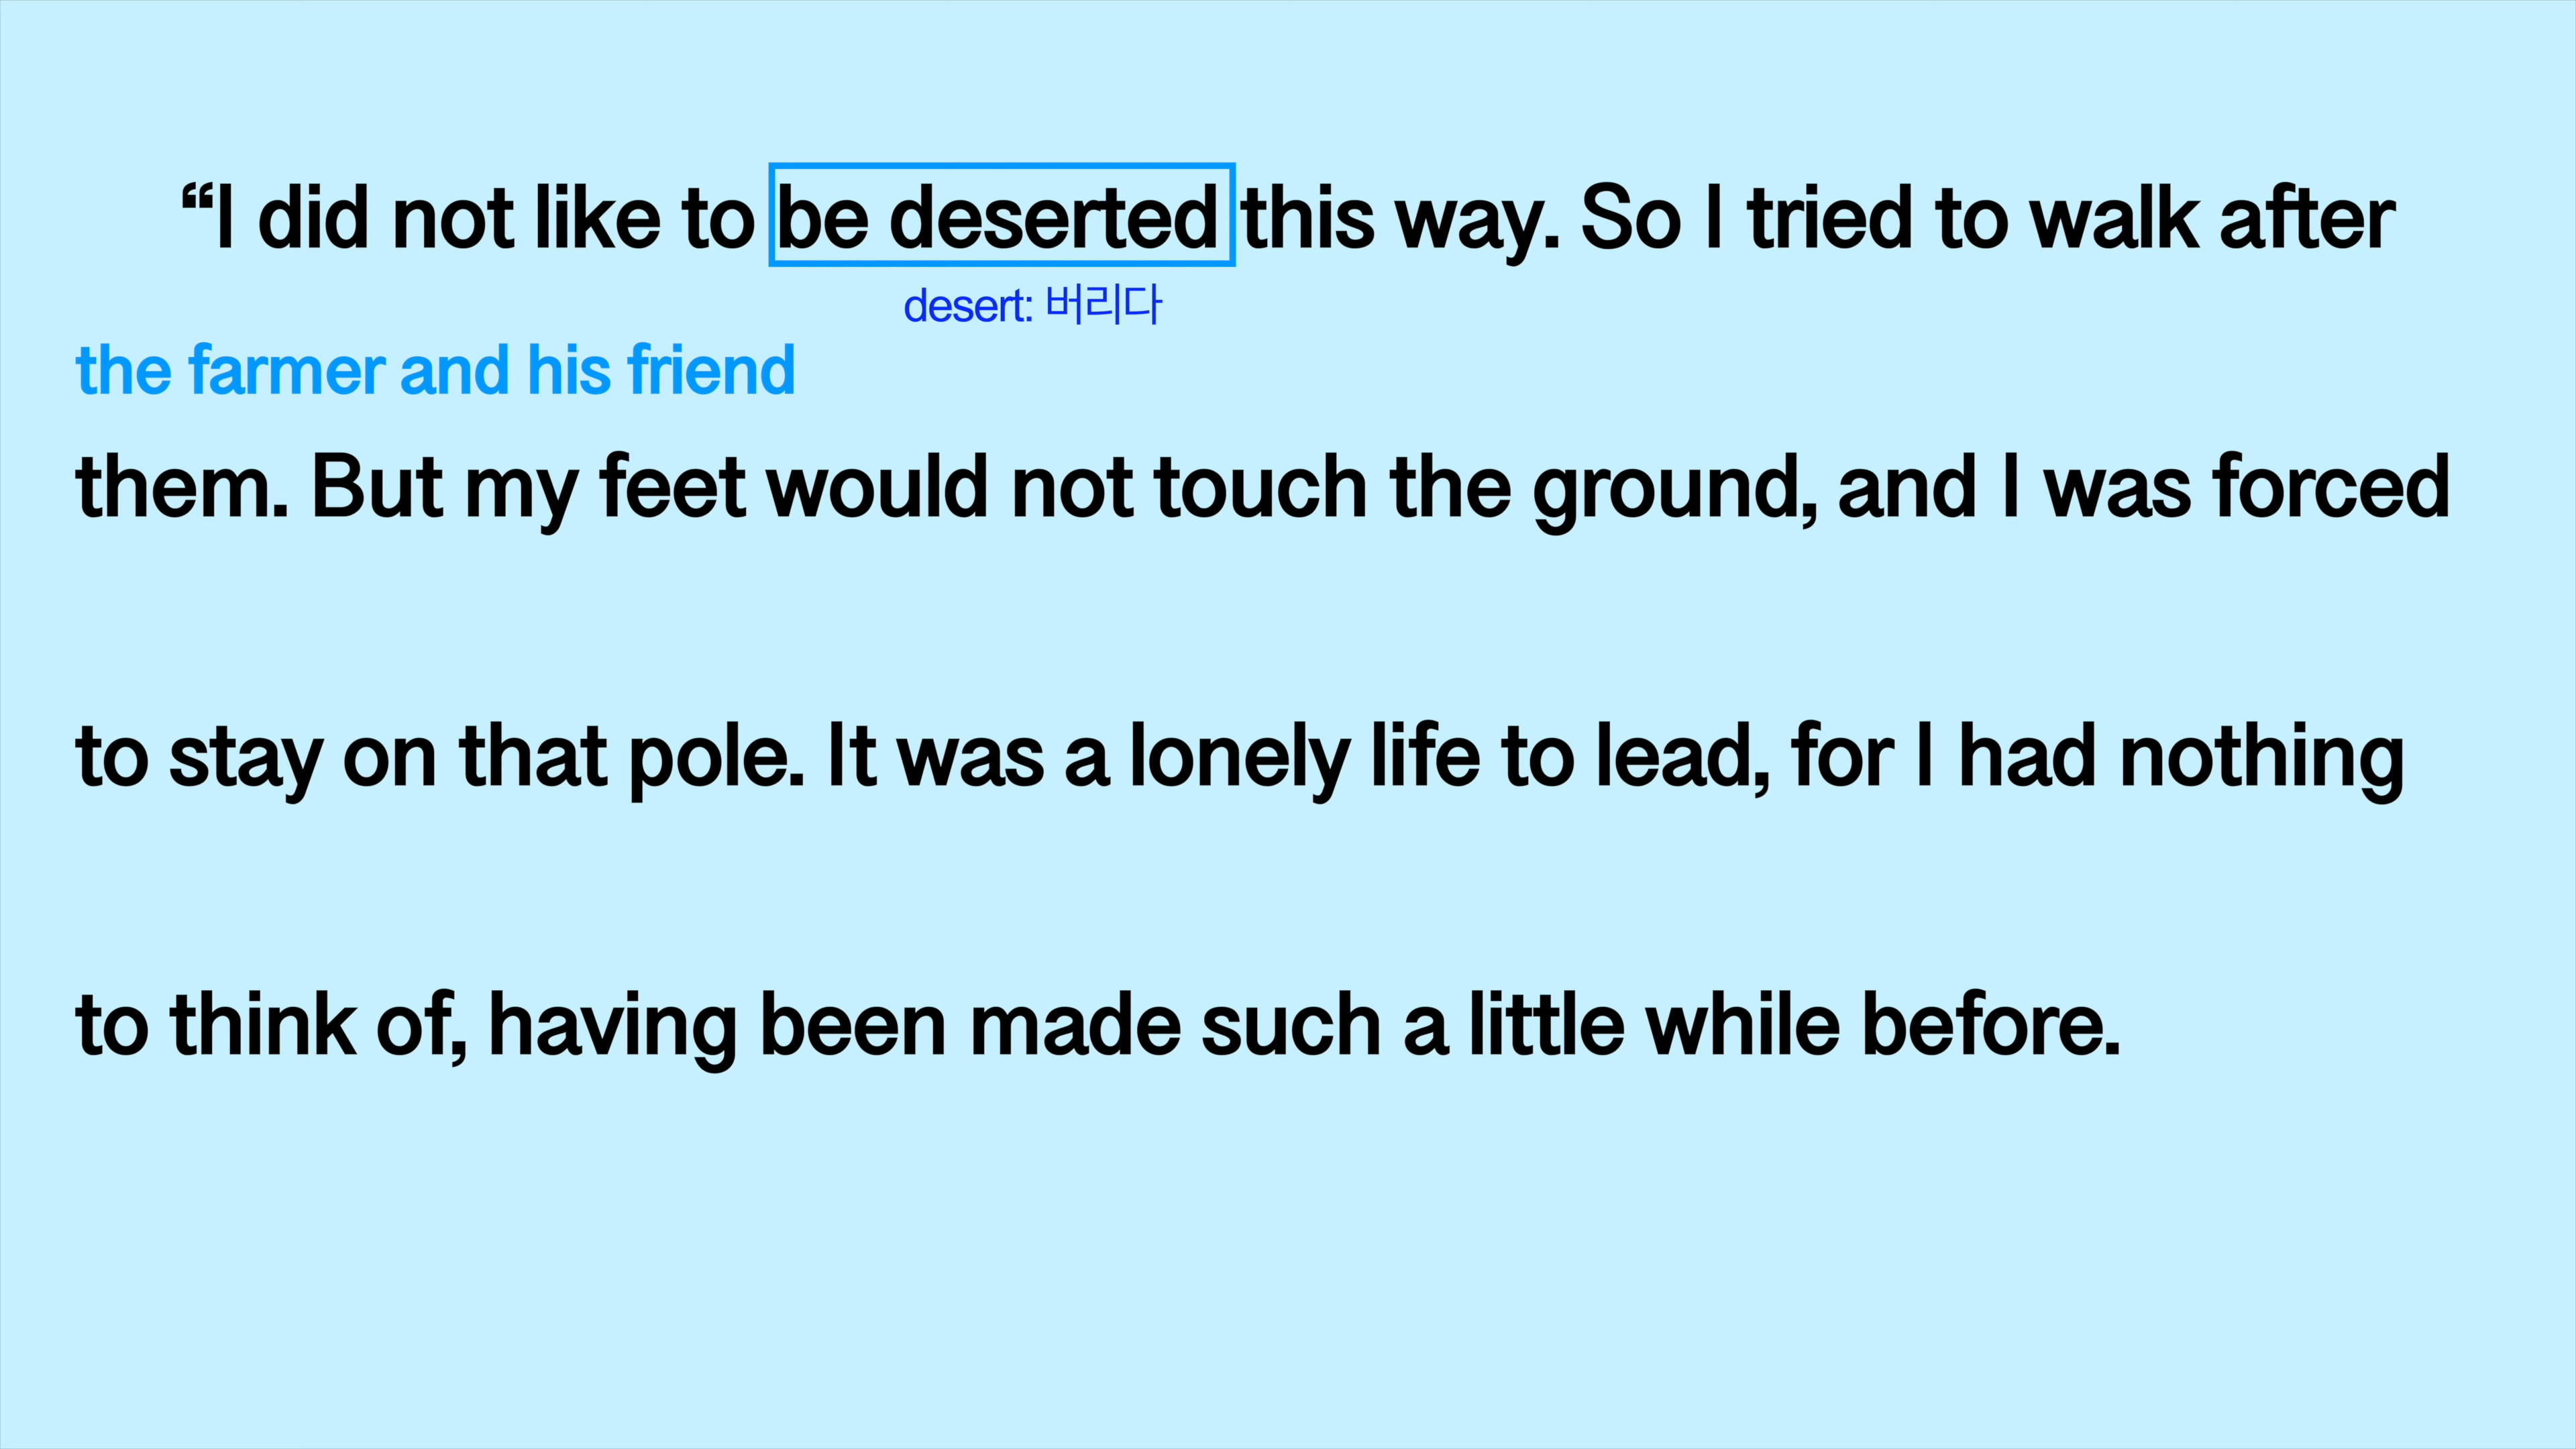 “I did not like to be deserted this way. So I tried to walk after
desert: 버리다
the farmer and his friend
them. But my feet would not touch the ground, and I was forced
to stay on that pole. It was a lonely life to lead, for I had nothing
to think of, having been made such a little while before.